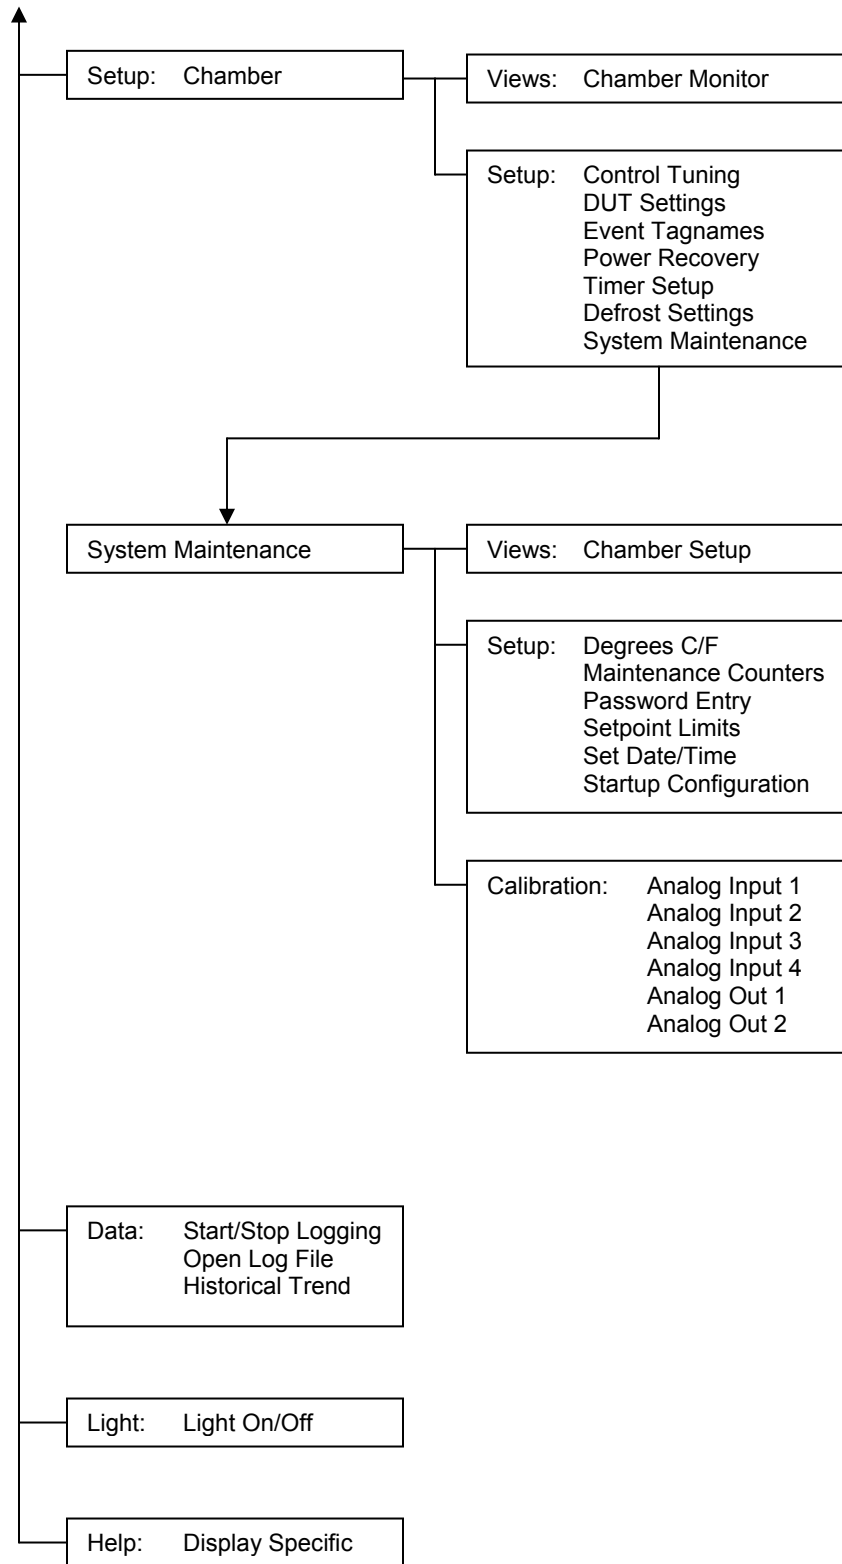 Setup: Chamber
Views: Chamber Monitor
Setup: Control Tuning
DUT Settings
Event Tagnames
Power Recovery
Timer Setup
Defrost Settings
System Maintenance
System Maintenance
Views: Chamber Setup
Setup: Degrees C/F
Maintenance Counters
Password Entry
Setpoint Limits
Set Date/Time
Startup Configuration
Calibration: Analog Input 1
Analog Input 2
Analog Input 3
Analog Input 4
Analog Out 1
Analog Out 2
Data: Start/Stop Logging
Open Log File
Historical Trend
Light: Light On/Off
Help: Display Specific